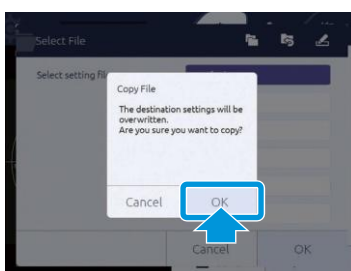 Select File
Select setting file
Copy File
The destination settings will be
overwritten.
Are you sure you want to copy?
Cancel
OK
Cancel
OK